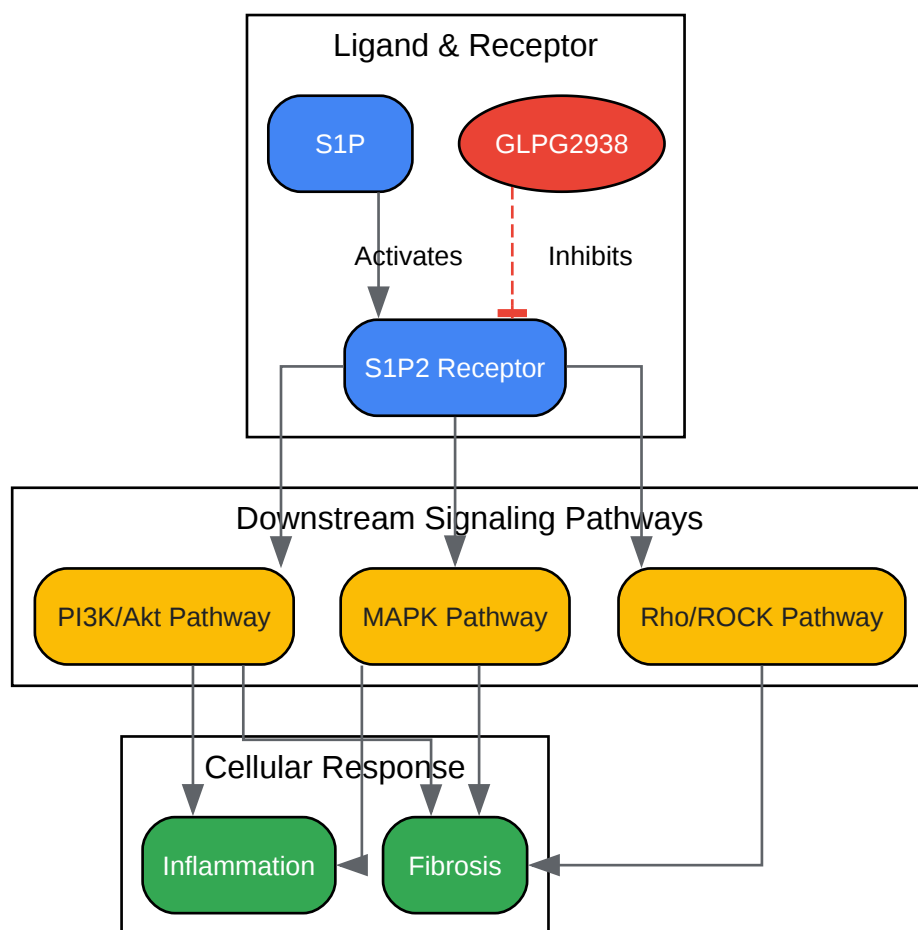 Ligand & Receptor
S1P
GLPG2938
Activates
Inhibits
S1P2 Receptor
Downstream Signaling Pathways
PI3K/Akt Pathway
MAPK Pathway
Rho/ROCK Pathway
Cellular Response
Inflammation
Fibrosis